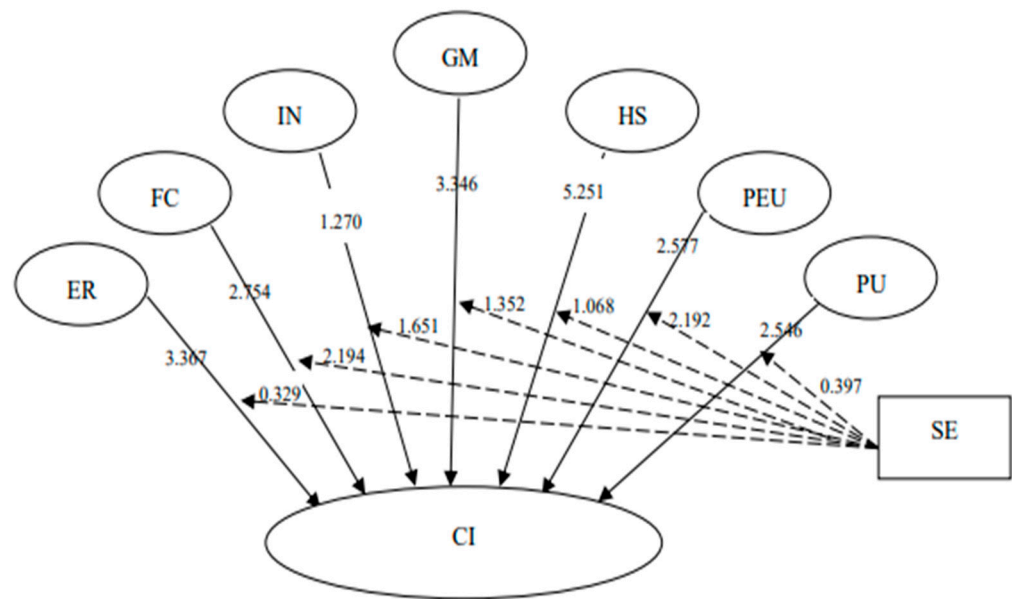 GM
IN
HS
FC
PEU
ER
PU
3.346
5.251
1.270
2.577
2.754
1.352
1.068
2.192
1.651
2.546
3.367
2.194
0.329
0.397
SE
CI